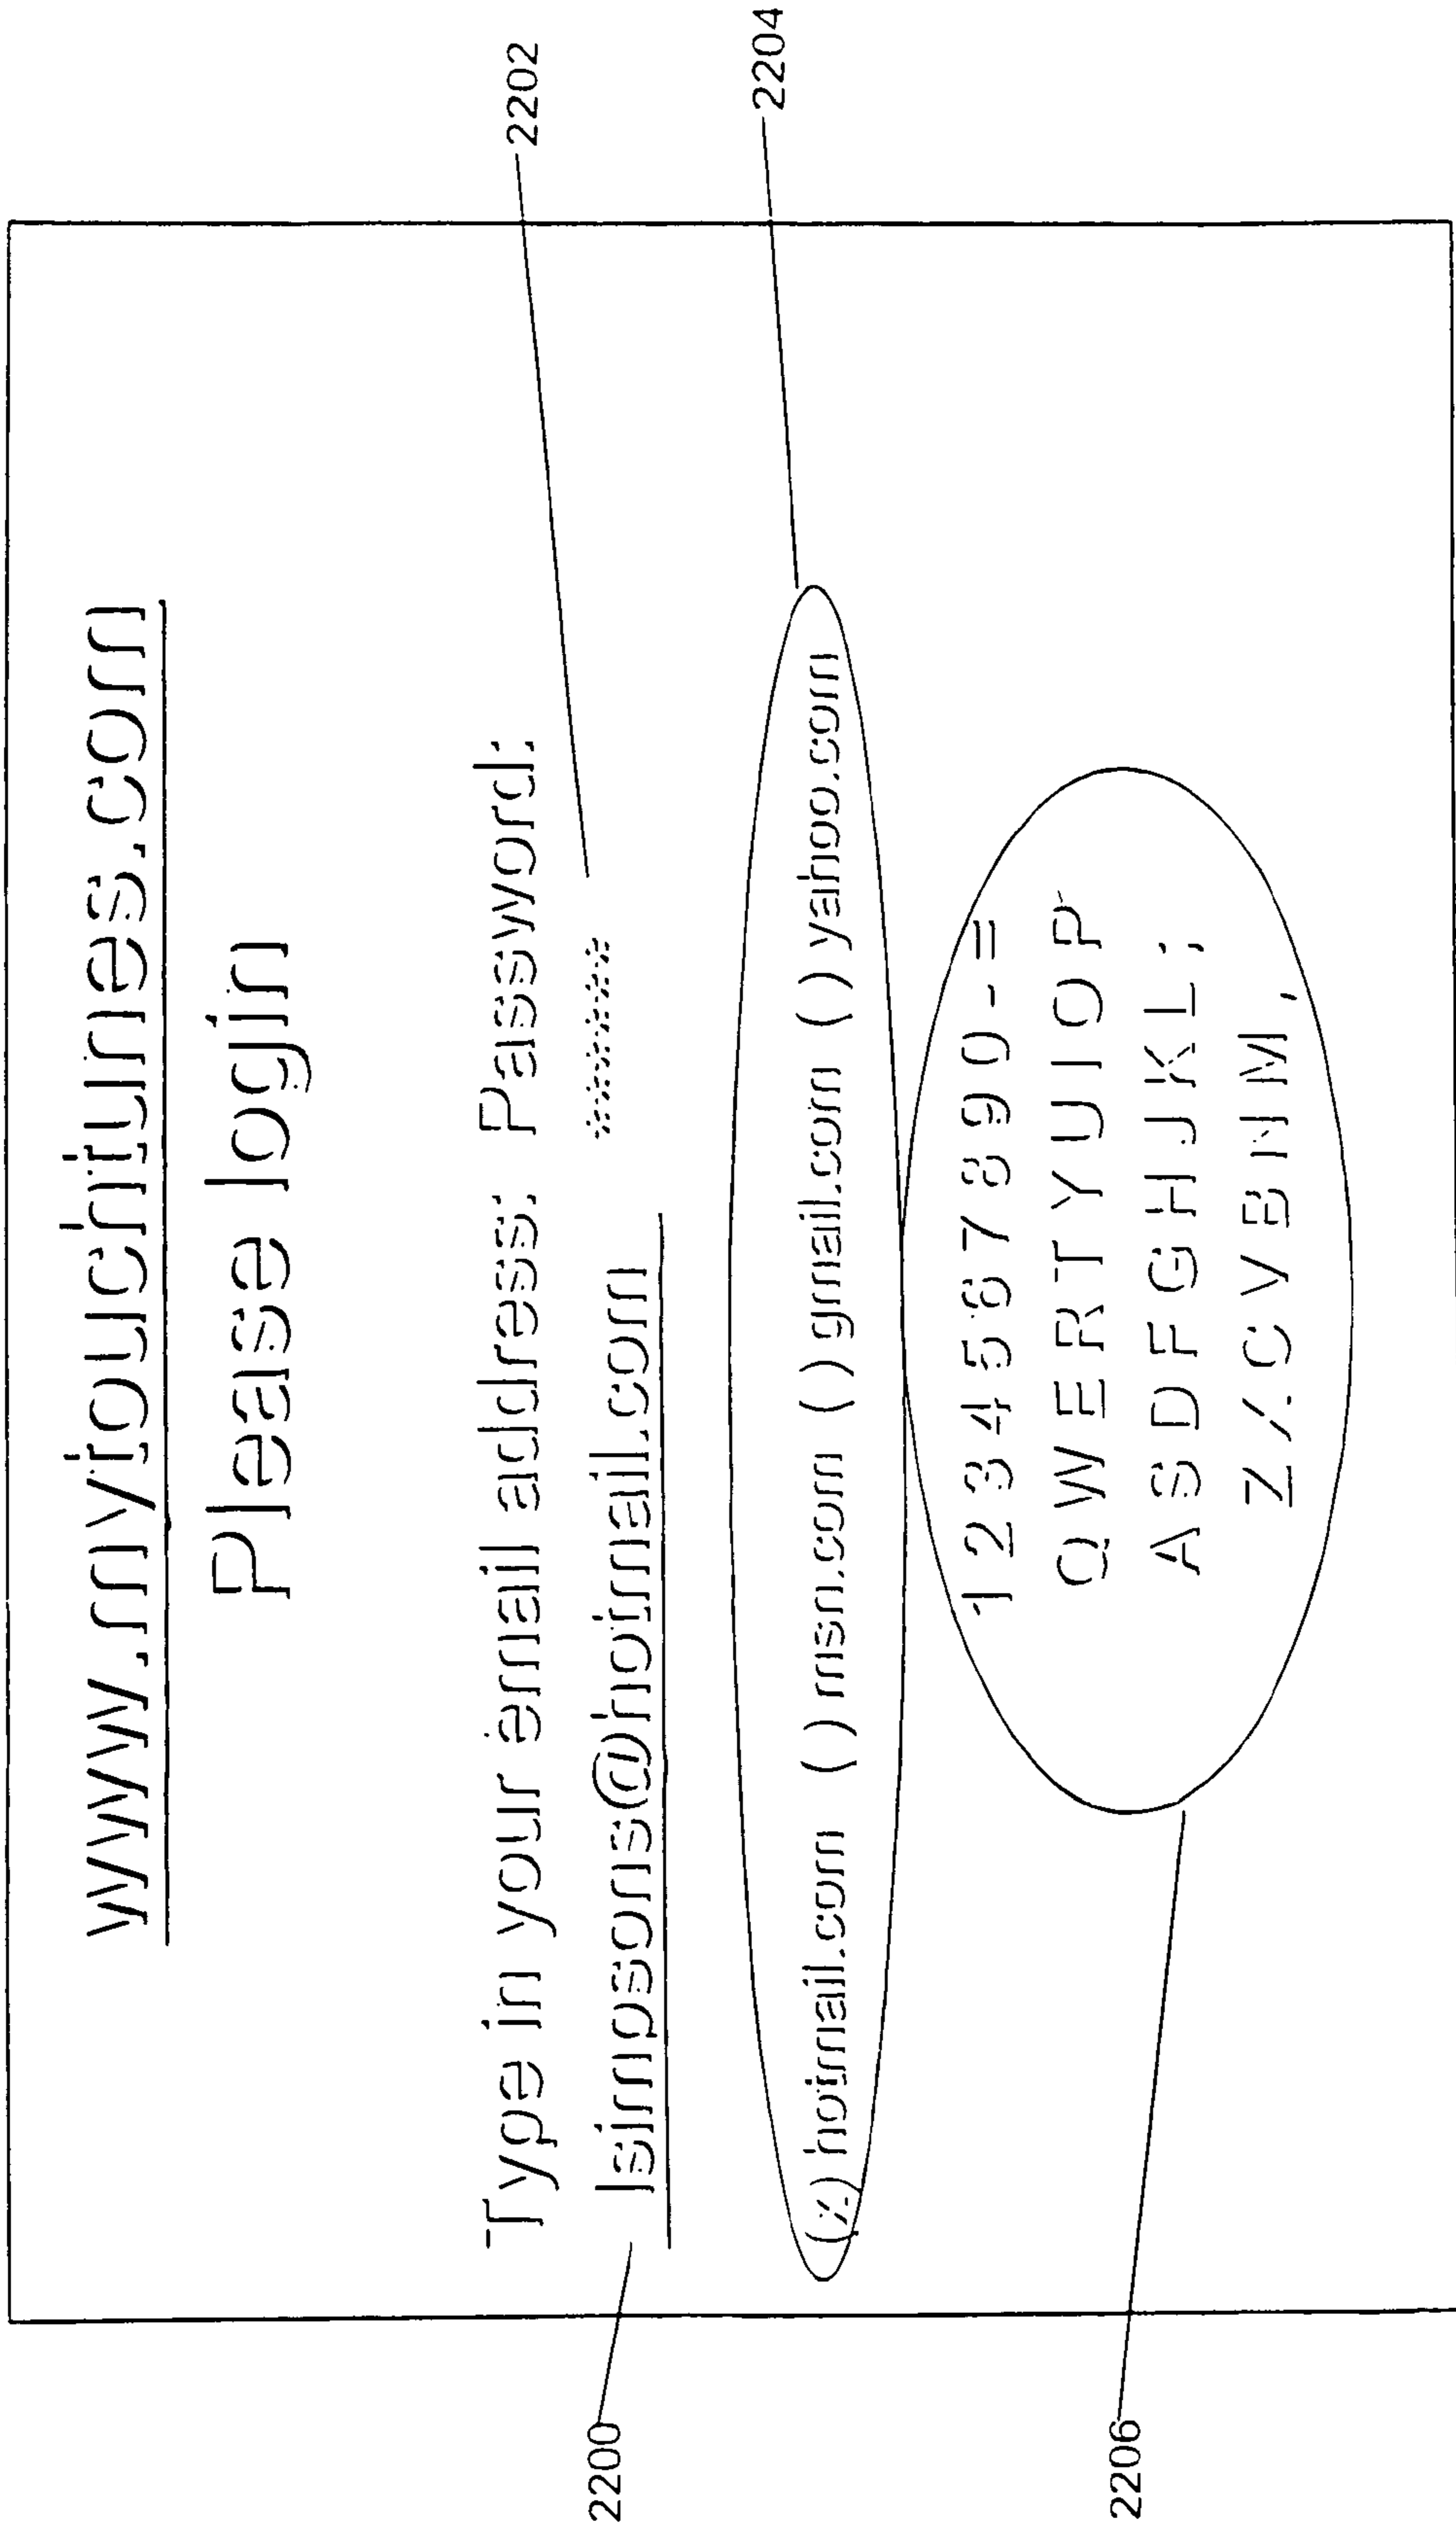 www.mytouchtunes.com
Please login
2202
Type in your email address: Password:
2200
lsimpsons@hotmail.com ******
2204
(x) hotmail.com () msn.com () gmail.com () yahoo.com
1 2 3 4 5 6 7 8 9 0 - =
Q W E R T Y U I O P
A S D F G H J K L ;
Z X C V B N M ,
2206